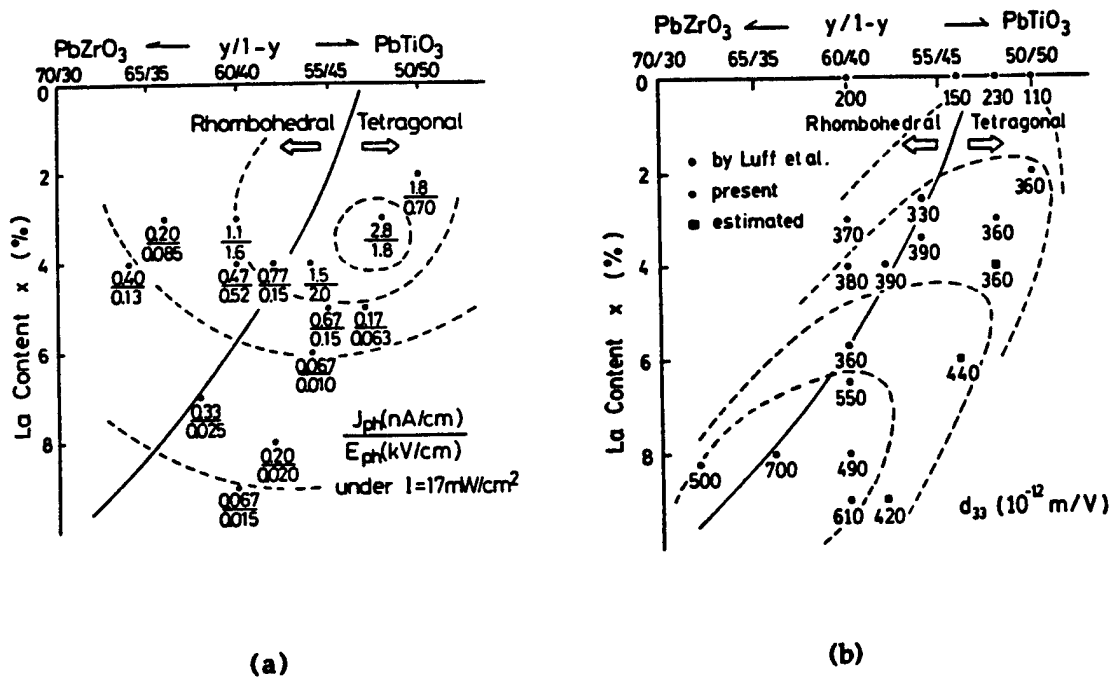 PbZrO3 ← y/1-y → PbTiO3
70/30 65/35 60/40 55/45 50/50
0
Rhombohedral Tetragonal
2
4
6
8
La Content x (%)
1.8
0.70
2.8
1.8
0.20
0.085
1.1
1.6
0.40
0.13
0.47
0.52
0.77
0.15
1.5
2.0
0.67
0.15
0.17
0.063
0.067
0.010
0.33
0.025
0.20
0.020
0.067
0.015
Jph(nA/cm)
Eph(kV/cm)
under I=17mW/cm2
(a)
PbZrO3 ← y/1-y → PbTiO3
70/30 65/35 60/40 55/45 50/50
0
200 150 230 110
Rhombohedral Tetragonal
• by Luff et al.
• present
■ estimated
2
4
6
8
La Content x (%)
360
330
370 360
390
380 390 360
360
440
550
500 700 490
610 420
d33 (10-12 m/V)
(b)